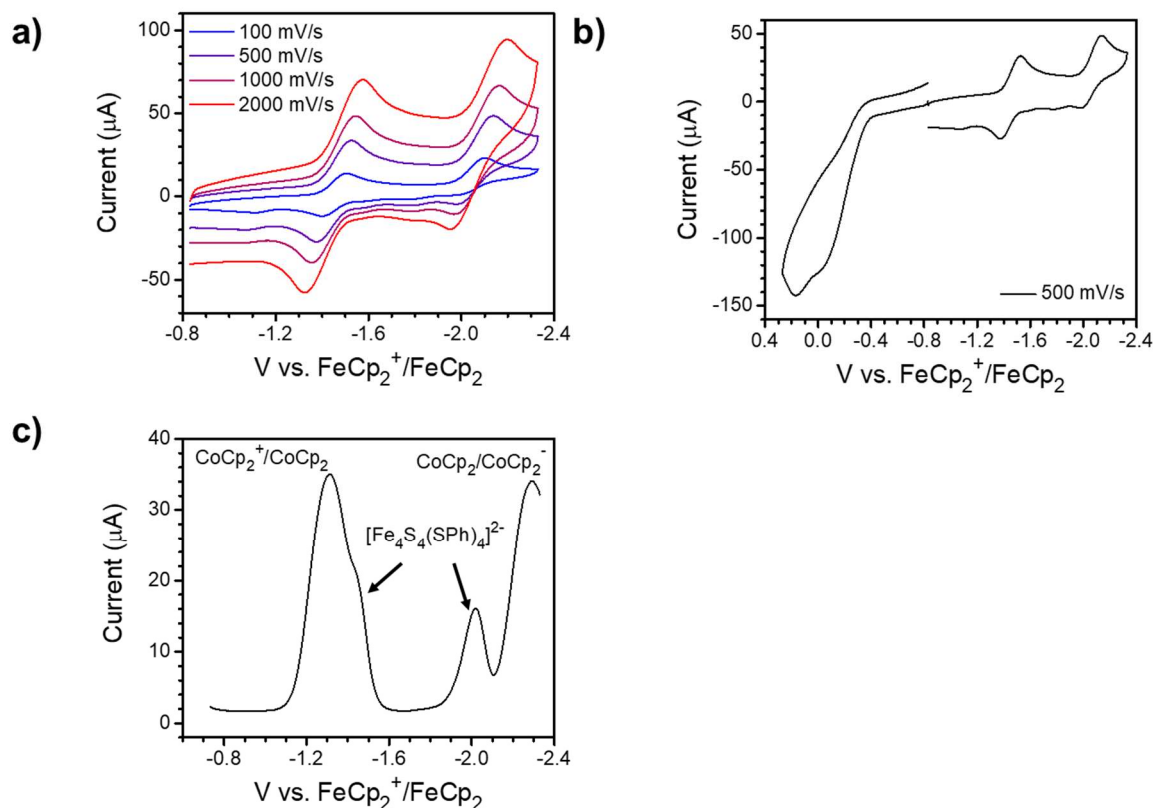 a)
100 mV/s
500 mV/s
1000 mV/s
2000 mV/s
100
50
0
-50
Current (μA)
-0.8 -1.2 -1.6 -2.0 -2.4
V vs. FeCp₂⁺/FeCp₂
b)
50
0
-50
-100
-150
Current (μA)
500 mV/s
0.4 0.0 -0.4 -0.8 -1.2 -1.6 -2.0 -2.4
V vs. FeCp₂⁺/FeCp₂
c)
40
30
20
10
0
Current (μA)
CoCp₂⁺/CoCp₂
CoCp₂/CoCp₂⁻
[Fe₄S₄(SPh)₄]²⁻
-0.8 -1.2 -1.6 -2.0 -2.4
V vs. FeCp₂⁺/FeCp₂